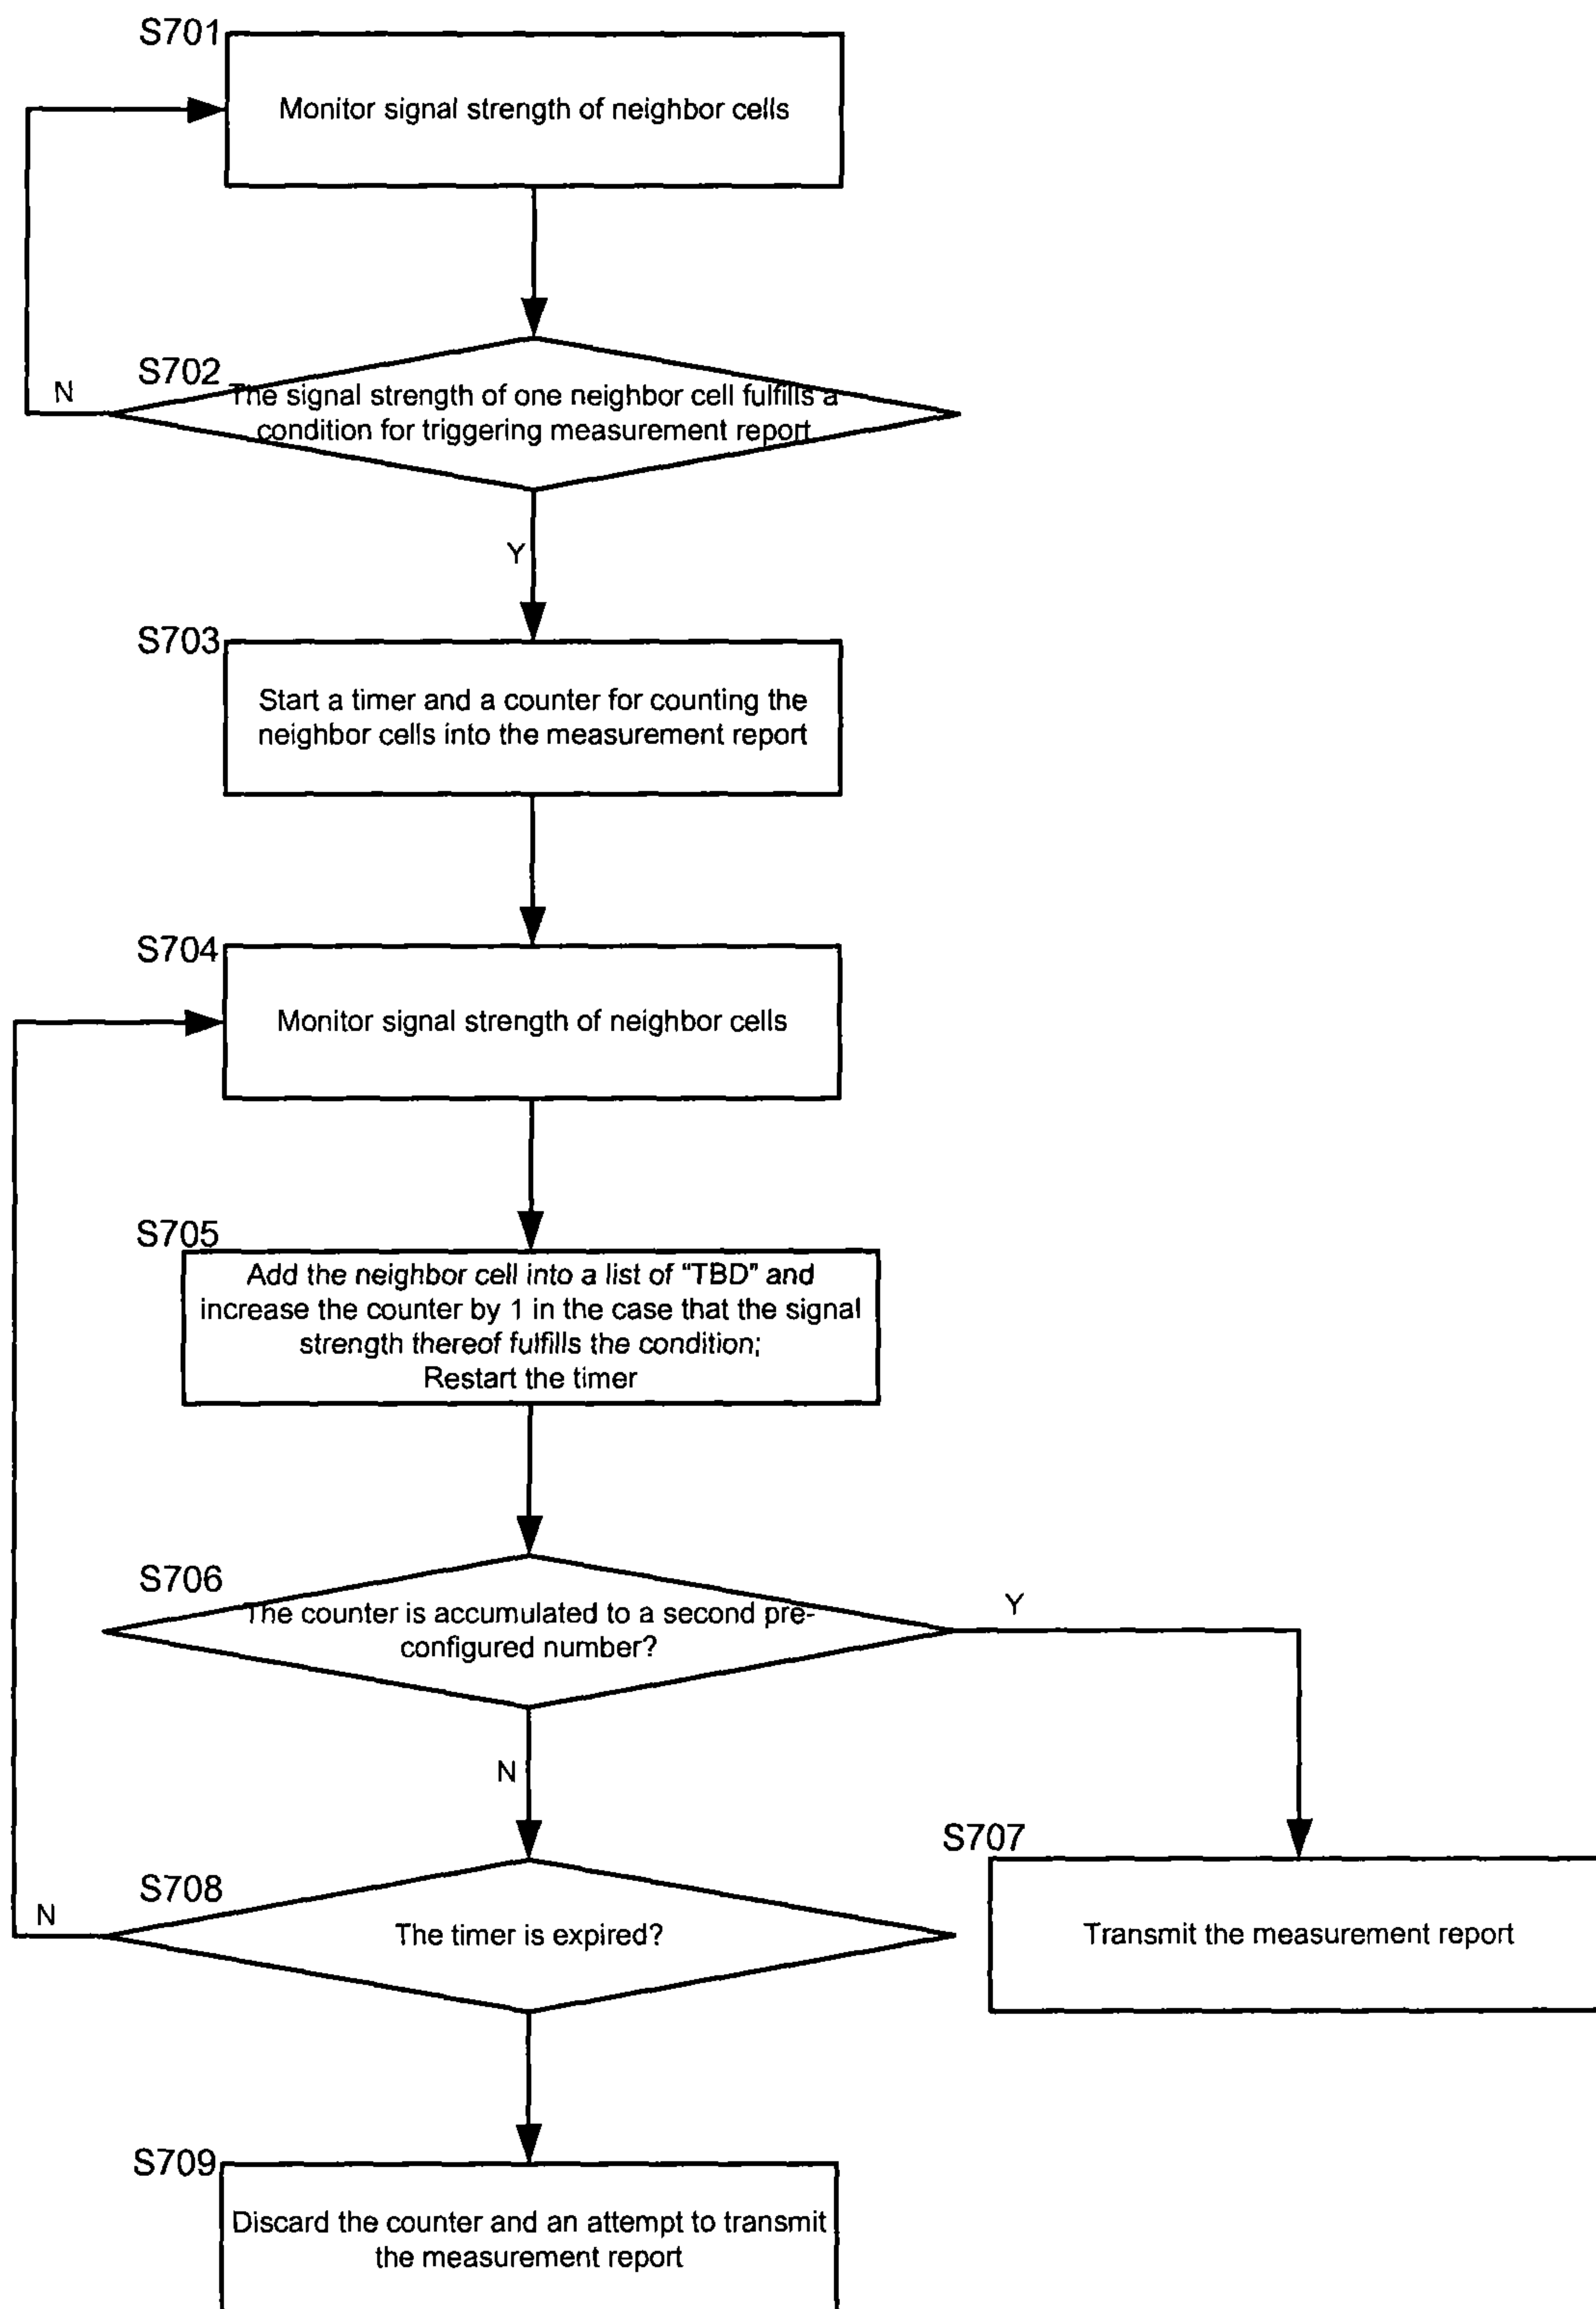 S701
Monitor signal strength of neighbor cells
S702
N
The signal strength of one neighbor cell fulfills a
condition for triggering measurement report
Y
S703
Start a timer and a counter for counting the
neighbor cells into the measurement report
S704
Monitor signal strength of neighbor cells
S705
Add the neighbor cell into a list of “TBD” and
increase the counter by 1 in the case that the signal
strength thereof fulfills the condition;
Restart the timer
S706
The counter is accumulated to a second pre-
configured number?
Y
N
S707
Transmit the measurement report
S708
N
The timer is expired?
S709
Discard the counter and an attempt to transmit
the measurement report